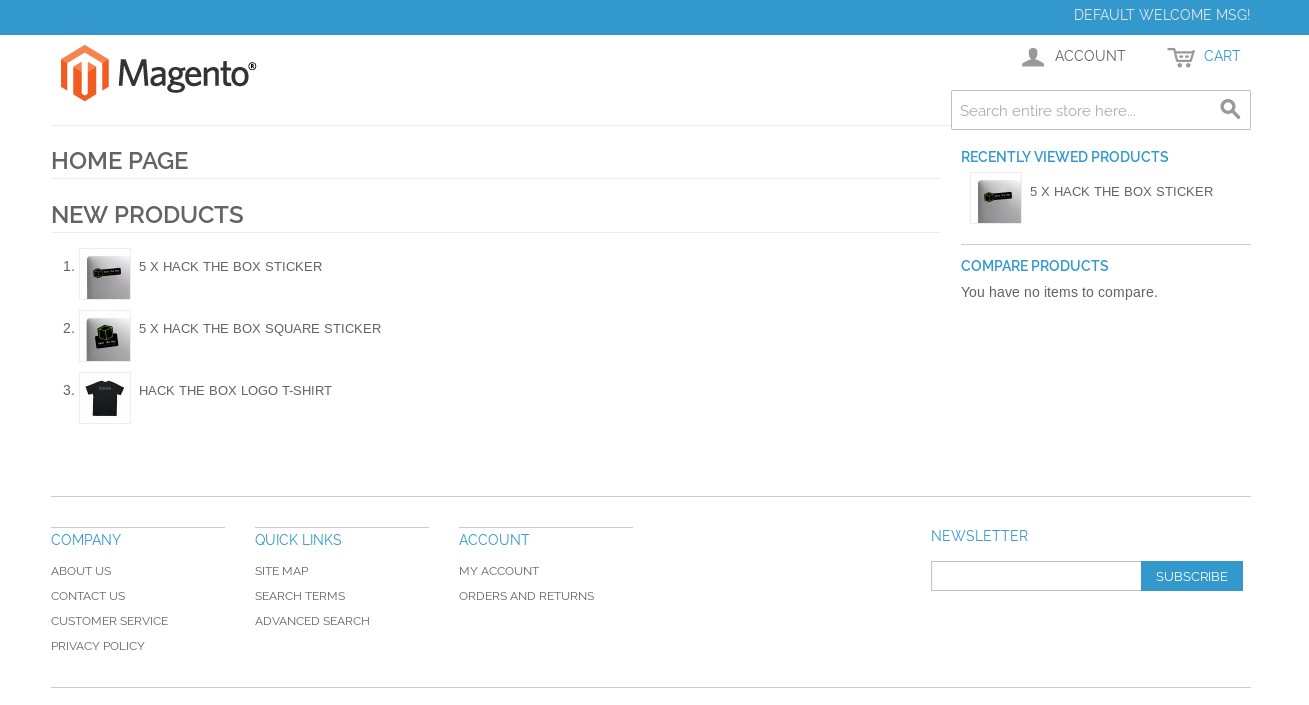 DEFAULT WELCOME MSG!
Magento®
ACCOUNT
CART
Search entire store here...
HOME PAGE
NEW PRODUCTS
1. 5 X HACK THE BOX STICKER
2. 5 X HACK THE BOX SQUARE STICKER
3. HACK THE BOX LOGO T-SHIRT
RECENTLY VIEWED PRODUCTS
5 X HACK THE BOX STICKER
COMPARE PRODUCTS
You have no items to compare.
COMPANY
ABOUT US
CONTACT US
CUSTOMER SERVICE
PRIVACY POLICY
QUICK LINKS
SITE MAP
SEARCH TERMS
ADVANCED SEARCH
ACCOUNT
MY ACCOUNT
ORDERS AND RETURNS
NEWSLETTER
SUBSCRIBE